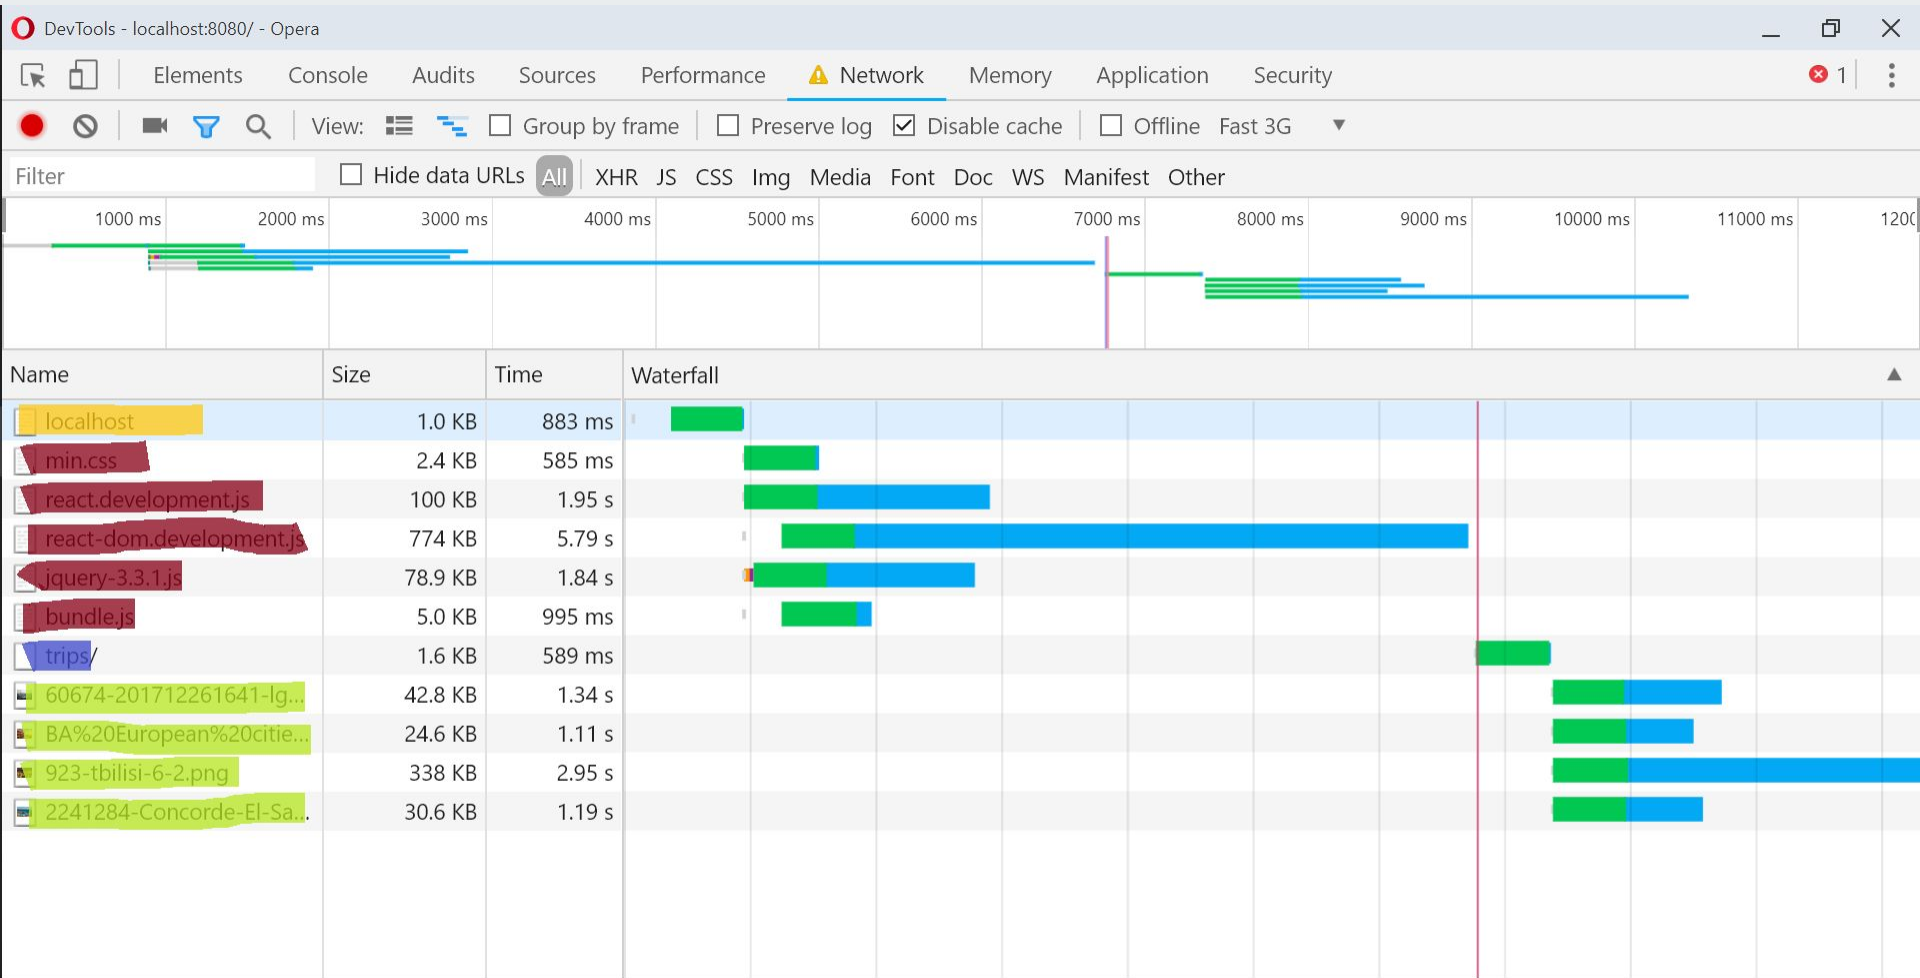 DevTools - localhost:8080/ - Opera
Elements Console Audits Sources Performance Network Memory Application Security 1
View: Group by frame Preserve log Disable cache Offline Fast 3G
Filter Hide data URLs All XHR JS CSS Img Media Font Doc WS Manifest Other
1000 ms 2000 ms 3000 ms 4000 ms 5000 ms 6000 ms 7000 ms 8000 ms 9000 ms 10000 ms 11000 ms 1200
Name Size Time Waterfall
localhost 1.0 KB 883 ms
min.css 2.4 KB 585 ms
react.development.js 100 KB 1.95 s
react-dom.development.js 774 KB 5.79 s
jquery-3.3.1.js 78.9 KB 1.84 s
bundle.js 5.0 KB 995 ms
trips/ 1.6 KB 589 ms
60674-201712261641-lg... 42.8 KB 1.34 s
BA%20European%20citie... 24.6 KB 1.11 s
923-tbilisi-6-2.png 338 KB 2.95 s
2241284-Concorde-El-Sa... 30.6 KB 1.19 s